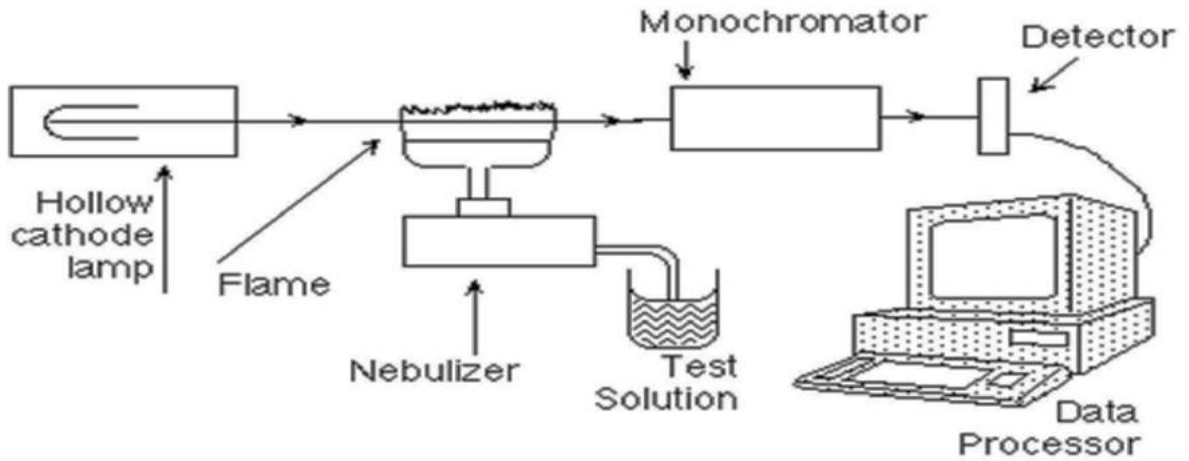 Monochromator
Detector
Hollow
cathode
lamp
Flame
Nebulizer
Test
Solution
Data
Processor